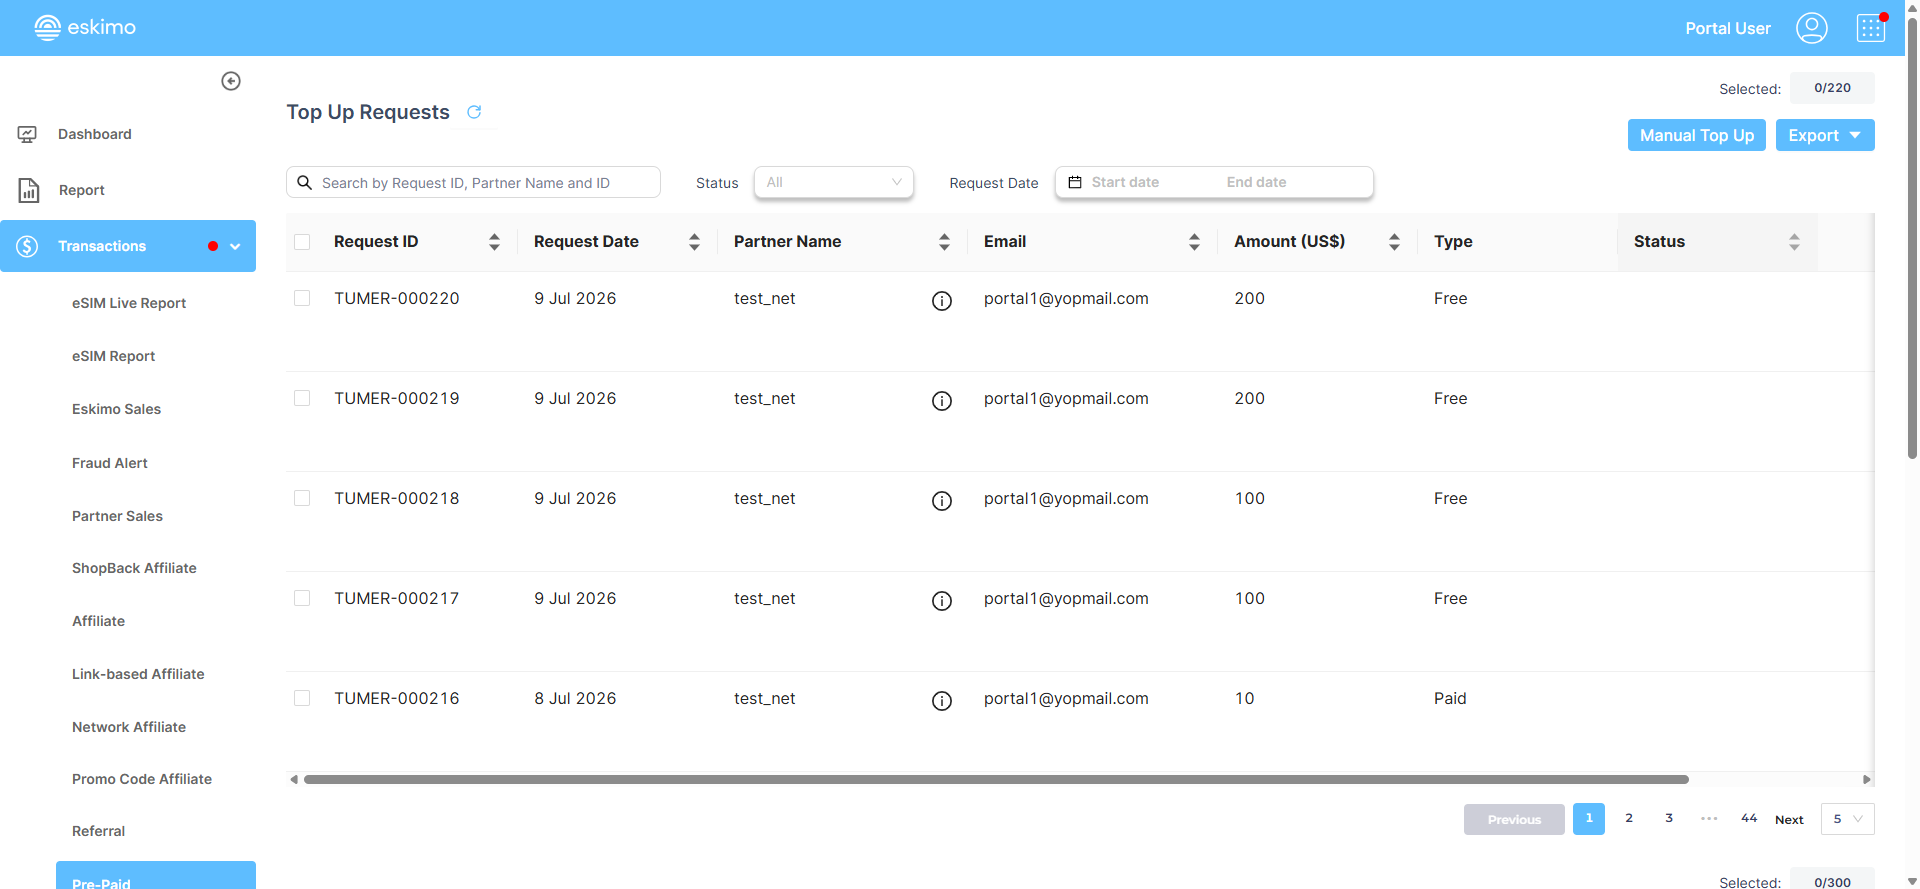 eskimo
Portal User
Selected: 0/220
Top Up Requests
Manual Top Up Export
Dashboard
Report
Transactions
eSIM Live Report
eSIM Report
Eskimo Sales
Fraud Alert
Partner Sales
ShopBack Affiliate
Affiliate
Link-based Affiliate
Network Affiliate
Promo Code Affiliate
Referral
Pre-Paid
Search by Request ID, Partner Name and ID Status All Request Date Start date End date
Request ID Request Date Partner Name Email Amount (US$) Type Status
TUMER-000220 9 Jul 2026 test_net portal1@yopmail.com 200 Free
TUMER-000219 9 Jul 2026 test_net portal1@yopmail.com 200 Free
TUMER-000218 9 Jul 2026 test_net portal1@yopmail.com 100 Free
TUMER-000217 9 Jul 2026 test_net portal1@yopmail.com 100 Free
TUMER-000216 8 Jul 2026 test_net portal1@yopmail.com 10 Paid
Previous 1 2 3 ••• 44 Next 5
Selected: 0/300